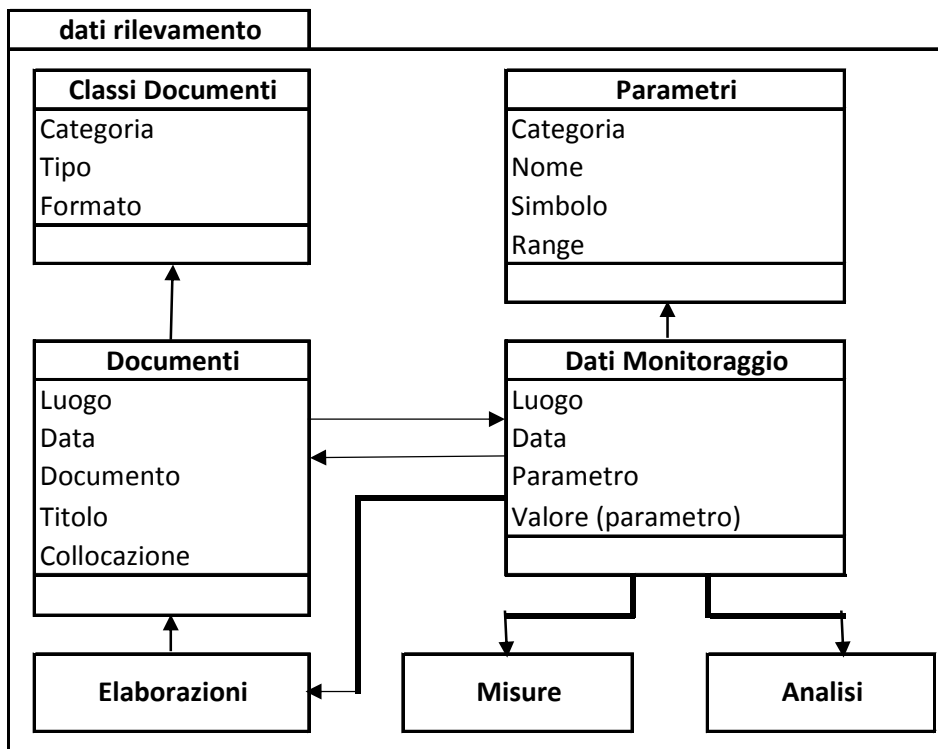 dati rilevamento
Classi Documenti
Categoria
Tipo
Formato
Parametri
Categoria
Nome
Simbolo
Range
Documenti
Luogo
Data
Documento
Titolo
Collocazione
Dati Monitoraggio
Luogo
Data
Parametro
Valore (parametro)
Elaborazioni
Misure
Analisi